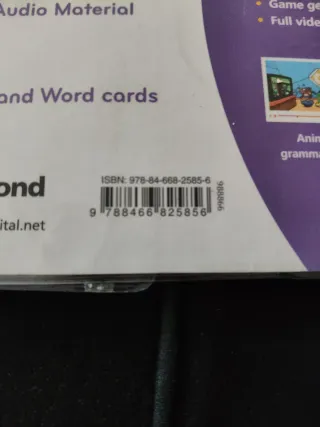 Audio Material
Game ge
Full vide
and Word cards
Anim
gramma
ISBN: 978-84-668-2585-6
9 788466 825856
988866
ond
ital.net